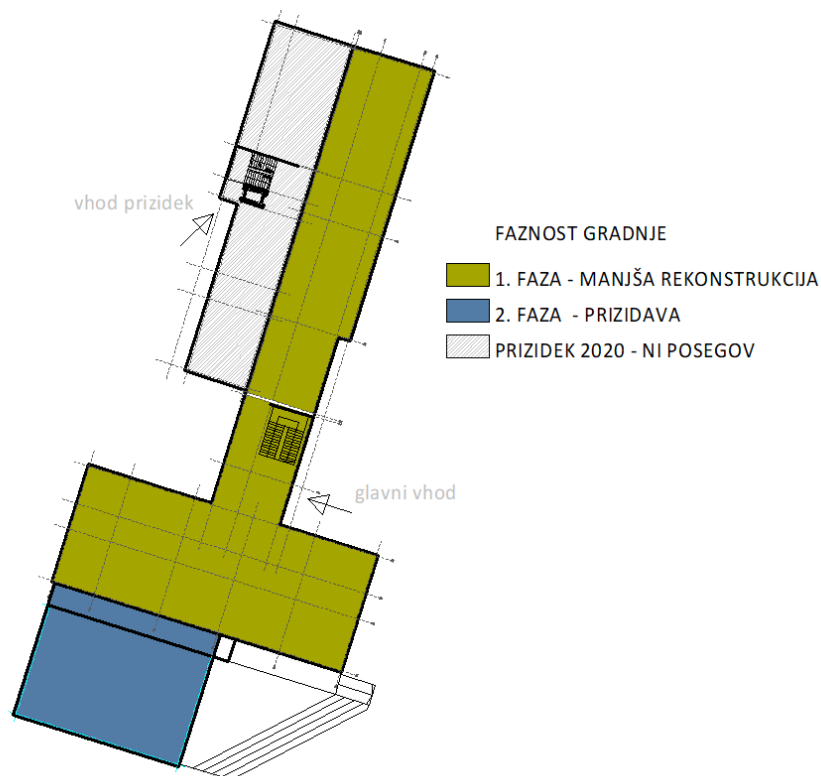 vhod prizidek
FAZNOST GRADNJE
1. FAZA - MANJŠA REKONSTRUKCIJA
2. FAZA - PRIZIDAVA
PRIZIDEK 2020 - NI POSEGOV
glavni vhod